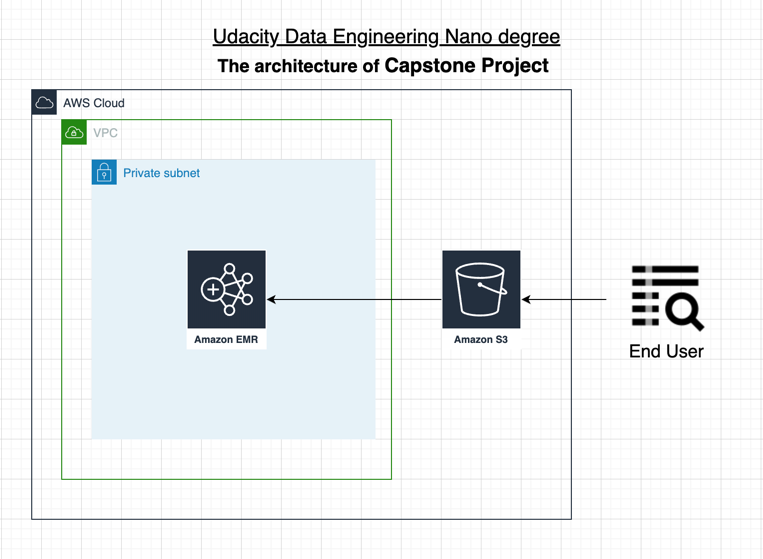 Udacity Data Engineering Nano degree
The architecture of Capstone Project
AWS Cloud
VPC
Private subnet
Amazon EMR
Amazon S3
End User